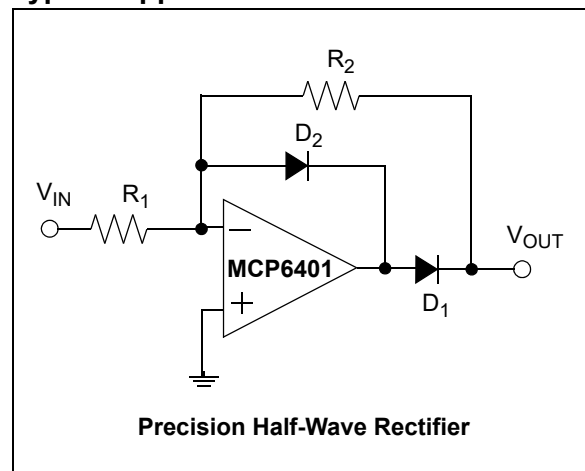 R2
D2
VIN
R1
MCP6401
VOUT
D1
Precision Half-Wave Rectifier